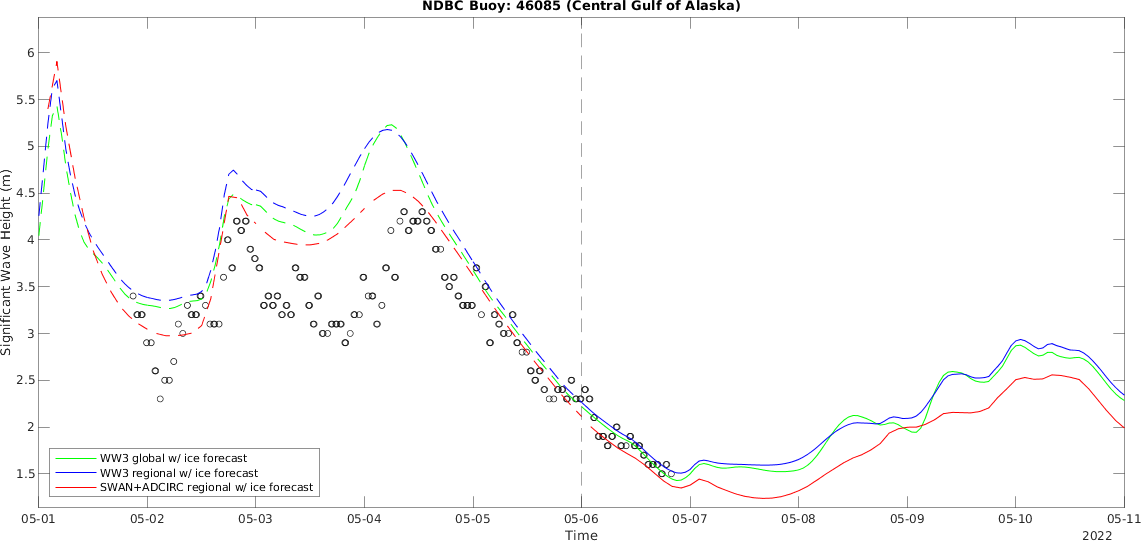 NDBC Buoy: 46085 (Central Gulf of Alaska)
Significant Wave Height (m)
6
5.5
5
4.5
4
3.5
3
2.5
2
1.5
WW3 global w/ ice forecast
WW3 regional w/ ice forecast
SWAN+ADCIRC regional w/ ice forecast
05-01 05-02 05-03 05-04 05-05 05-06 05-07 05-08 05-09 05-10 05-11
Time
2022